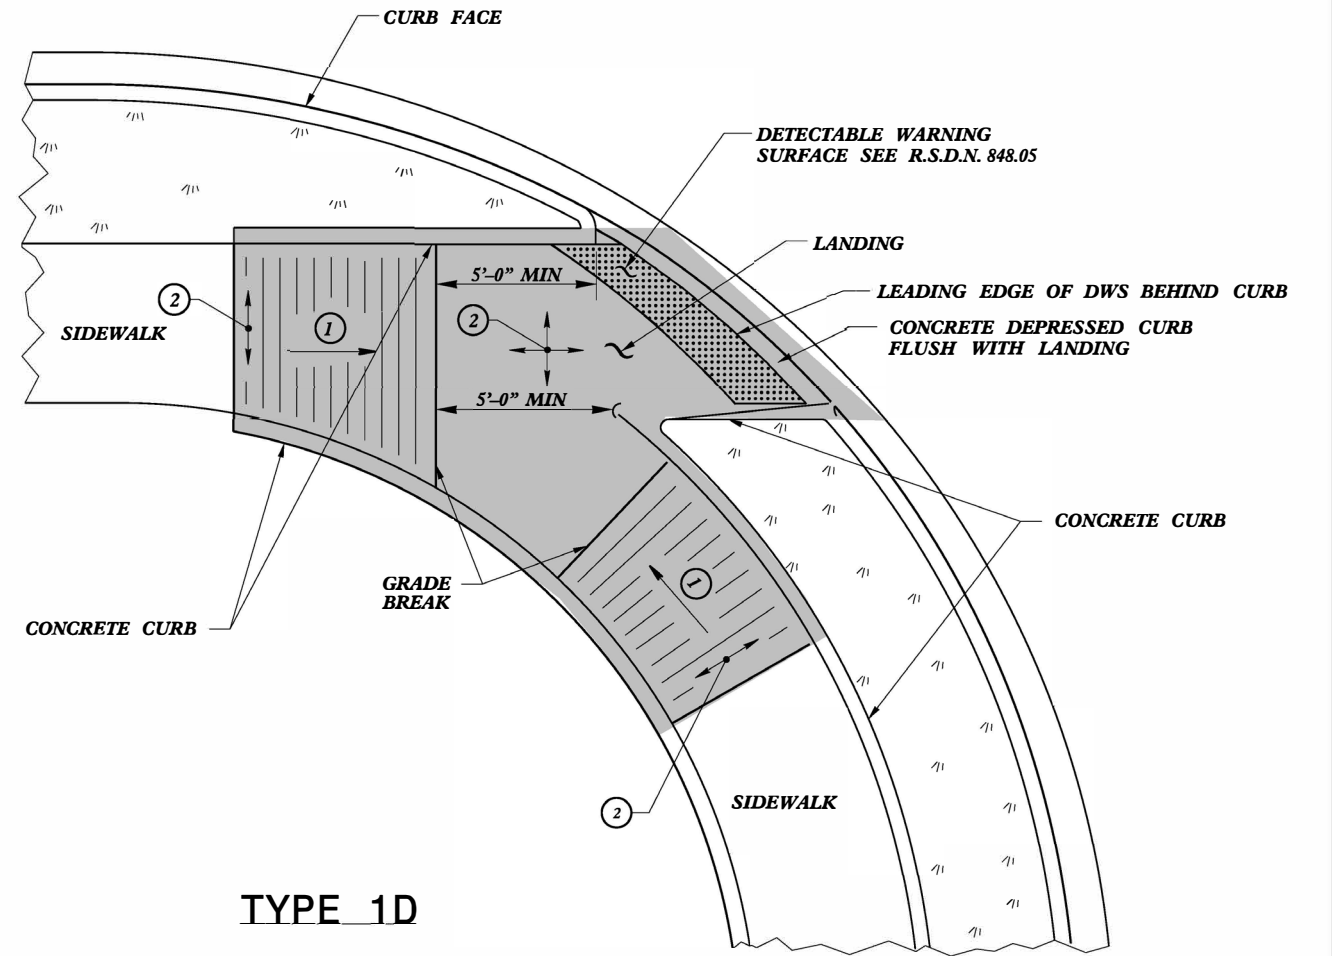 CURB FACE
DETECTABLE WARNING
SURFACE SEE R.S.D.N. 848.05
LANDING
5'-0" MIN
LEADING EDGE OF DWS BEHIND CURB
2
2
1
CONCRETE DEPRESSED CURB
FLUSH WITH LANDING
SIDEWALK
5'-0" MIN
CONCRETE CURB
GRADE
BREAK
1
CONCRETE CURB
SIDEWALK
2
TYPE 1D